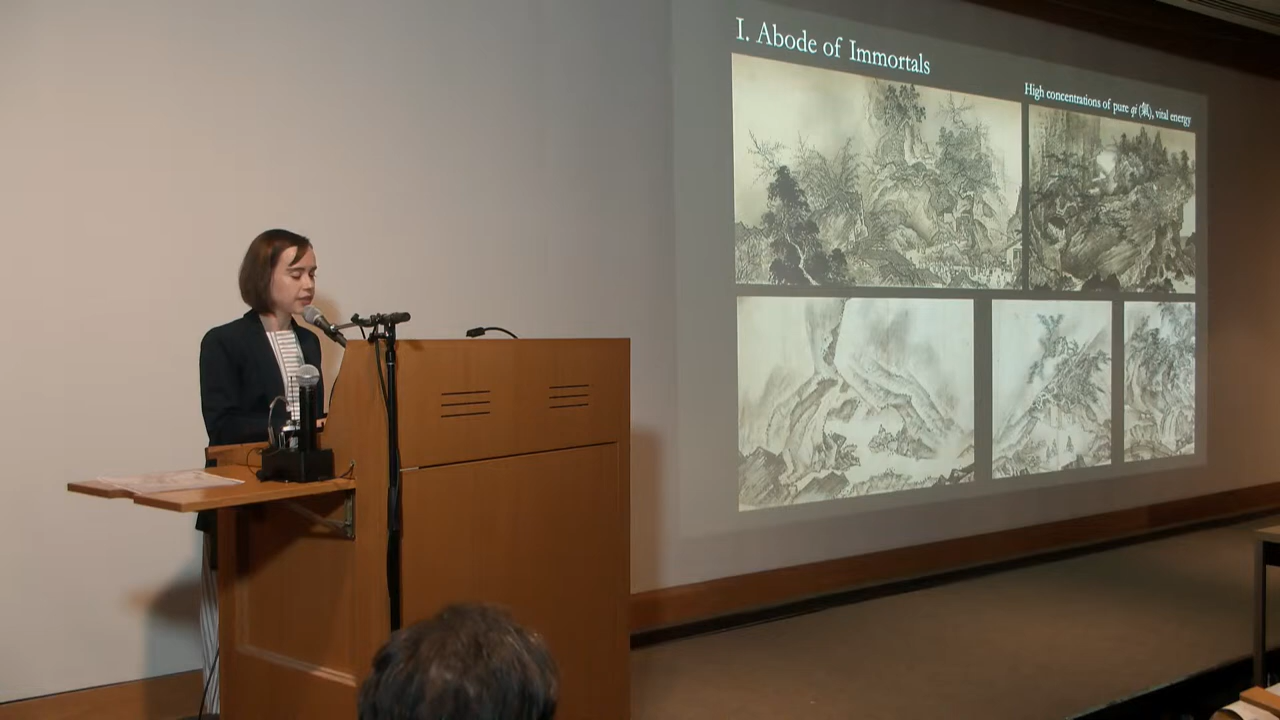 I. Abode of Immortals
High concentrations of pure qi (氣), vital energy